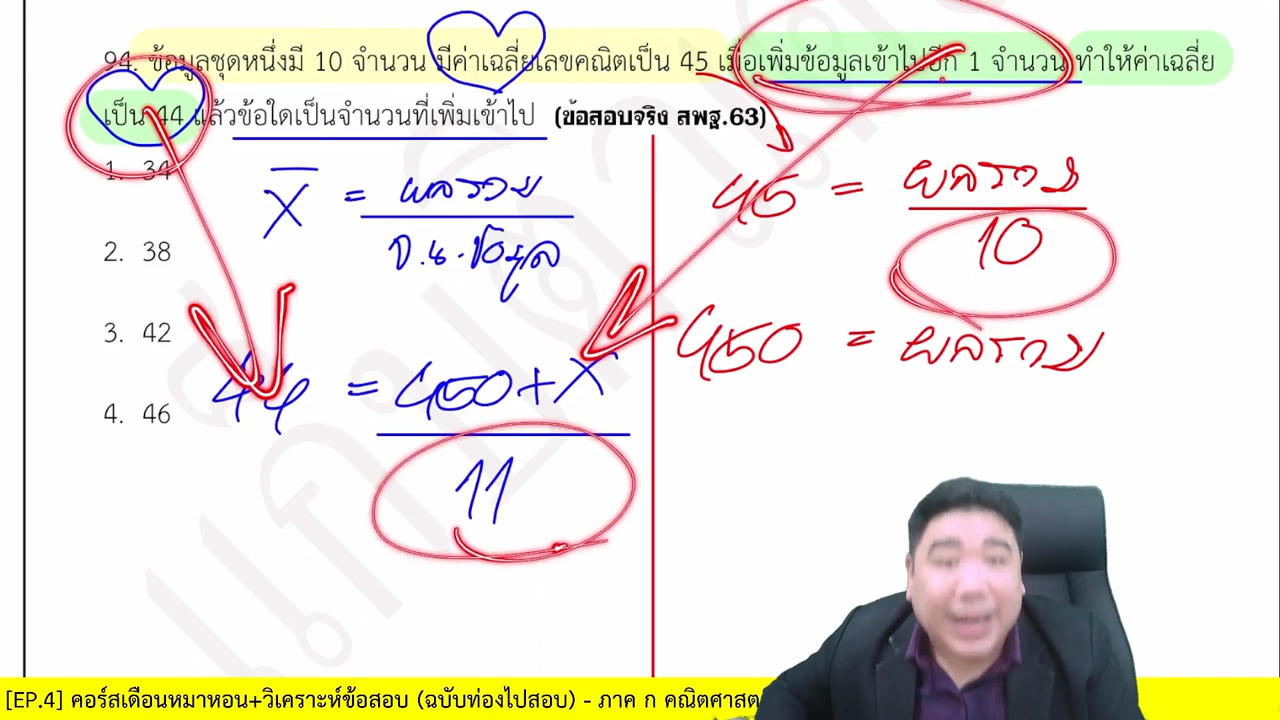 94. ข้อมูลชุดหนึ่งมี 10 จำนวน มีค่าเฉลี่ยเลขคณิตเป็น 45 เมื่อเพิ่มข้อมูลเข้าไปอีก 1 จำนวน ทำให้ค่าเฉลี่ย
เป็น 44 แล้วข้อใดเป็นจำนวนที่เพิ่มเข้าไป (ข้อสอบจริง สพฐ.63)
1. 34
2. 38
3. 42
4. 46
X̄ = ผลรวม
จ.น.ข้อมูล
44 = 450 + X
11
45 = ผลรวม
10
450 = ผลรวม
[EP.4] คอร์สเดือนหมาหอน+วิเคราะห์ข้อสอบ (ฉบับท่องไปสอบ) - ภาค ก คณิตศาสต